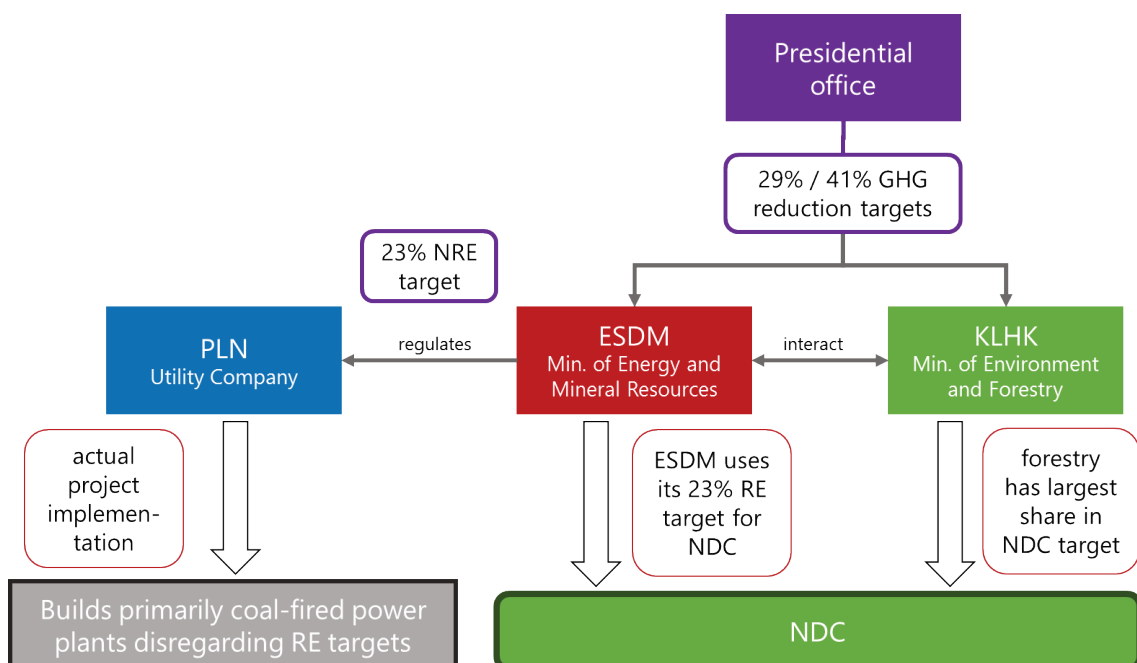 Presidential
office
29% / 41% GHG
reduction targets
23% NRE
target
PLN
Utility Company
regulates
ESDM
Min. of Energy and
Mineral Resources
interact
KLHK
Min. of Environment
and Forestry
actual
project
implemen-
tation
ESDM uses
its 23% RE
target for
NDC
forestry
has largest
share in
NDC target
Builds primarily coal-fired power
plants disregarding RE targets
NDC